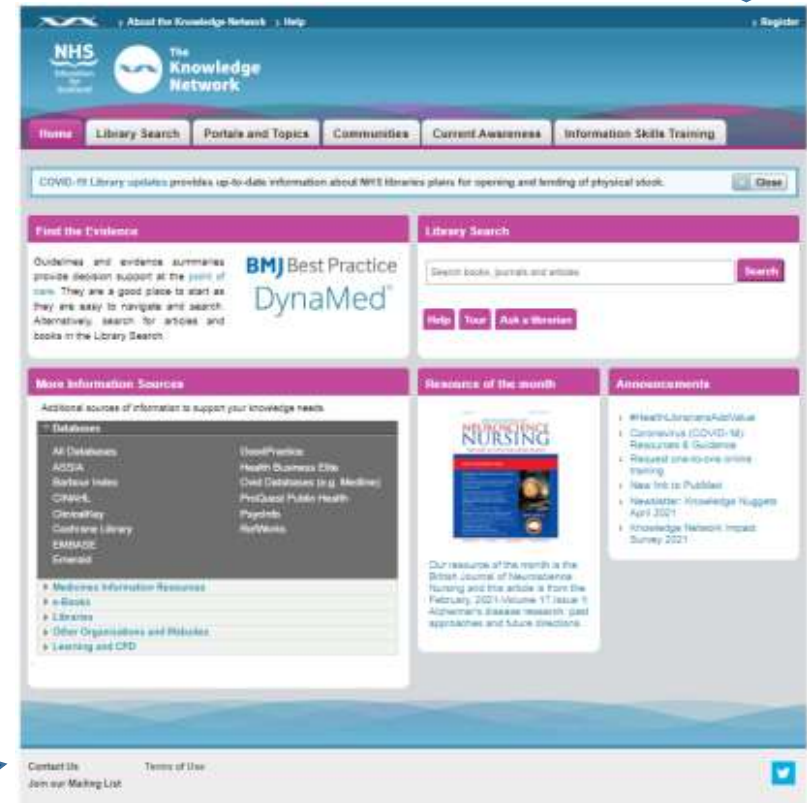 About the Knowledge Network
Help
Register
NHS
Education
for
Scotland
The
Knowledge
Network
Home
Library Search
Portals and Topics
Communities
Current Awareness
Information Skills Training
COVID-19 Library updates provides up-to-date information about NHS libraries plans for opening and lending of physical stock.
Close
Find the Evidence
Guidelines and evidence summaries
provide decision support at the point of
care. They are a good place to start as
they are easy to navigate and search.
Alternatively, search for articles and
books in the Library Search.
BMJ Best Practice
DynaMed
Library Search
Search books, journals and articles
Search
Help
Tour
Ask a librarian
More Information Sources
Additional sources of information to support your knowledge needs.
Databases
All Databases
ASSIA
Barbour Index
CINAHL
ClinicalKey
Cochrane Library
EMBASE
Emerald
GuestPractice
Health Business Elite
Ovid Databases (e.g. Medline)
ProQuest Public Health
PsycInfo
RefWorks
Medicines Information Resources
e-Books
Libraries
Other Organisations and Websites
Learning and CPD
Resource of the month
NEUROSCIENCE
NURSING
Our resource of the month is the
British Journal of Neuroscience
Nursing and this article is from the
February, 2021 Volume 17 Issue 1:
Alzheimer's disease research: past
approaches and future directions.
Announcements
#HealthLibrariansAddValue
Coronavirus (COVID-19)
Resources & Guidance
Request one-to-one online
training
New link to PubMed
Newsletter: Knowledge Nuggets
April 2021
Knowledge Network Impact
Survey 2021
Contact Us
Terms of Use
Join our Mailing List